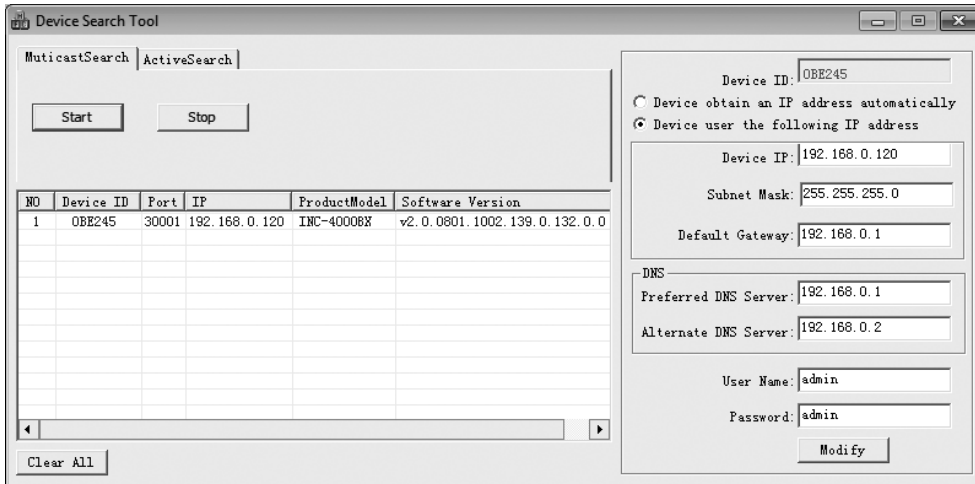 Device Search Tool
MuticastSearch ActiveSearch
Start Stop
NO Device ID Port IP ProductModel Software Version
1 0BE245 30001 192.168.0.120 INC-4000BX v2.0.0801.1002.139.0.132.0.0
Clear All
Device ID: 0BE245
Device obtain an IP address automatically
Device user the following IP address
Device IP: 192.168.0.120
Subnet Mask: 255.255.255.0
Default Gateway: 192.168.0.1
DNS
Preferred DNS Server: 192.168.0.1
Alternate DNS Server: 192.168.0.2
User Name: admin
Password: admin
Modify